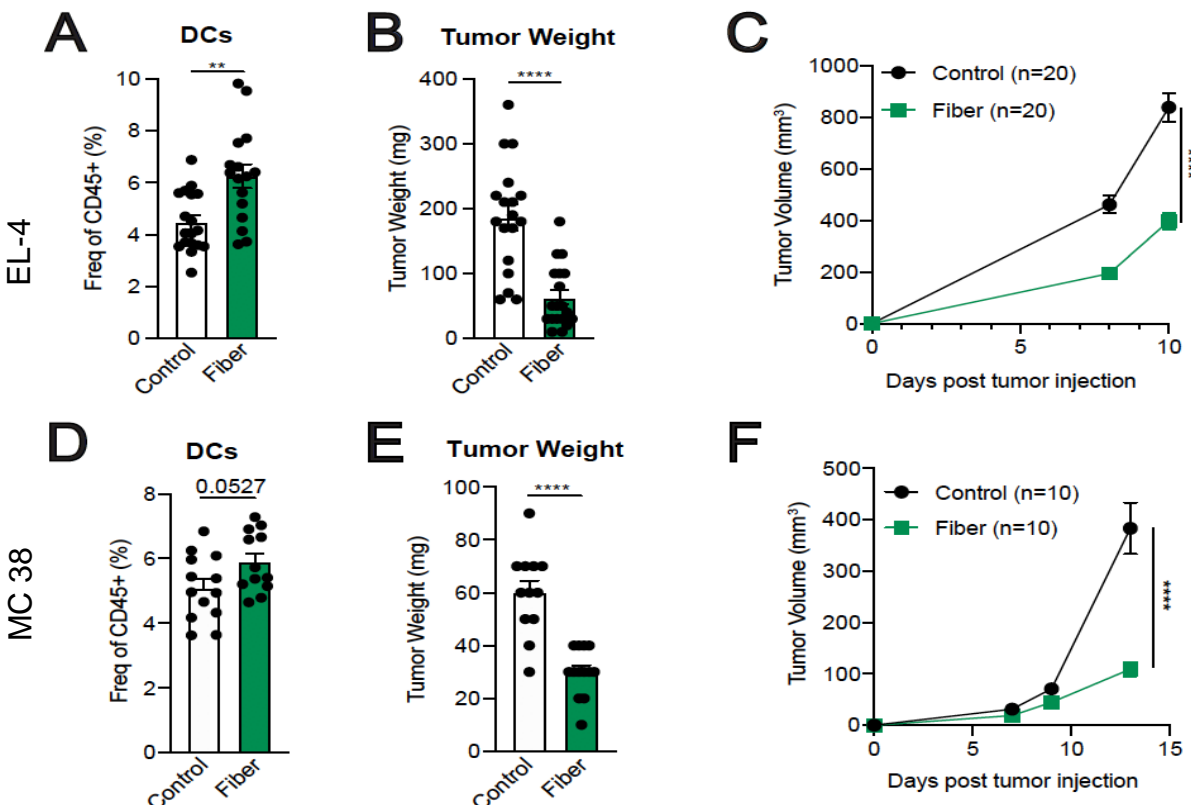 A
DCs
**
Freq of CD45+ (%)
10
8
6
4
2
0
Control
Fiber
EL-4
B
Tumor Weight
****
Tumor Weight (mg)
400
300
200
100
0
Control
Fiber
C
Control (n=20)
Fiber (n=20)
Tumor Volume (mm³)
1000
800
600
400
200
0
0
5
10
****
Days post tumor injection
D
DCs
0.0527
Freq of CD45+ (%)
8
6
4
2
0
Control
Fiber
MC 38
E
Tumor Weight
****
Tumor Weight (mg)
100
80
60
40
20
0
Control
Fiber
F
Control (n=10)
Fiber (n=10)
Tumor Volume (mm³)
500
400
300
200
100
0
0
5
10
15
****
Days post tumor injection